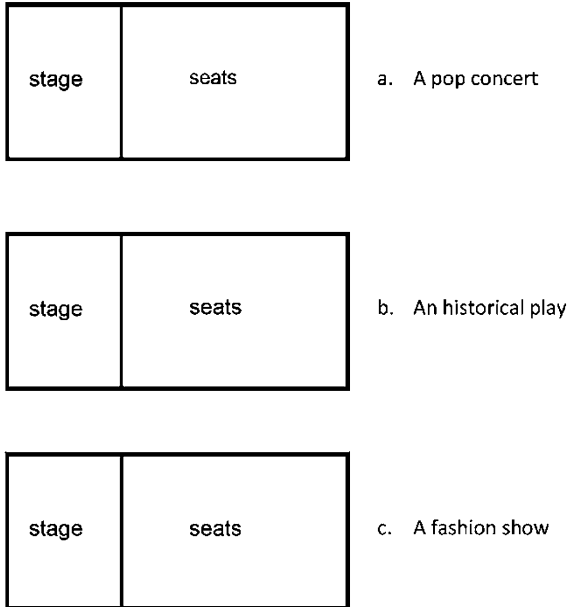 stage seats a. A pop concert
stage seats b. An historical play
stage seats c. A fashion show